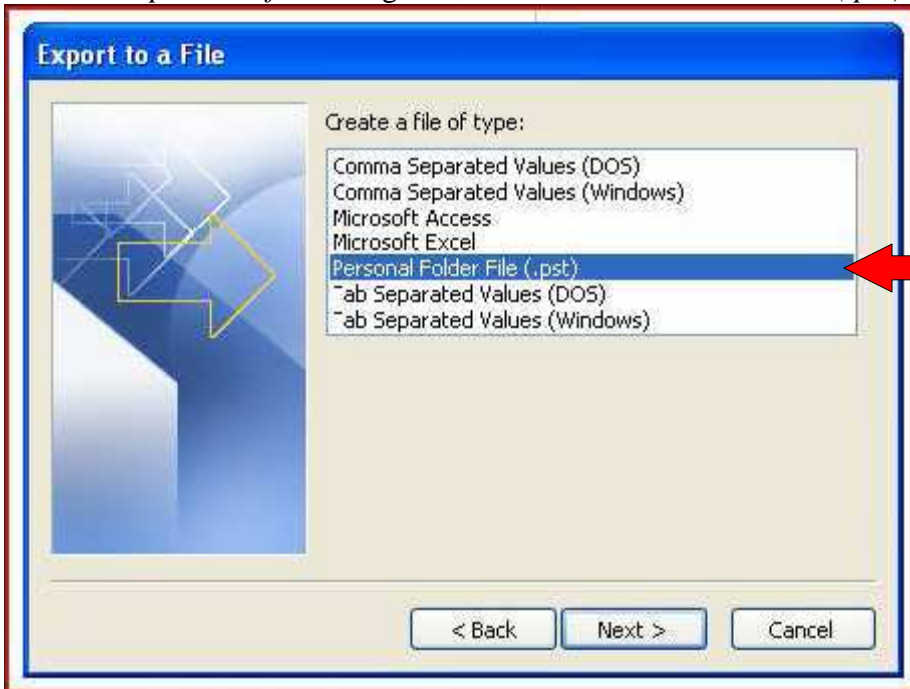 Export to a File
Create a file of type:
Comma Separated Values (DOS)
Comma Separated Values (Windows)
Microsoft Access
Microsoft Excel
Personal Folder File (.pst)
Tab Separated Values (DOS)
Tab Separated Values (Windows)
< Back
Next >
Cancel